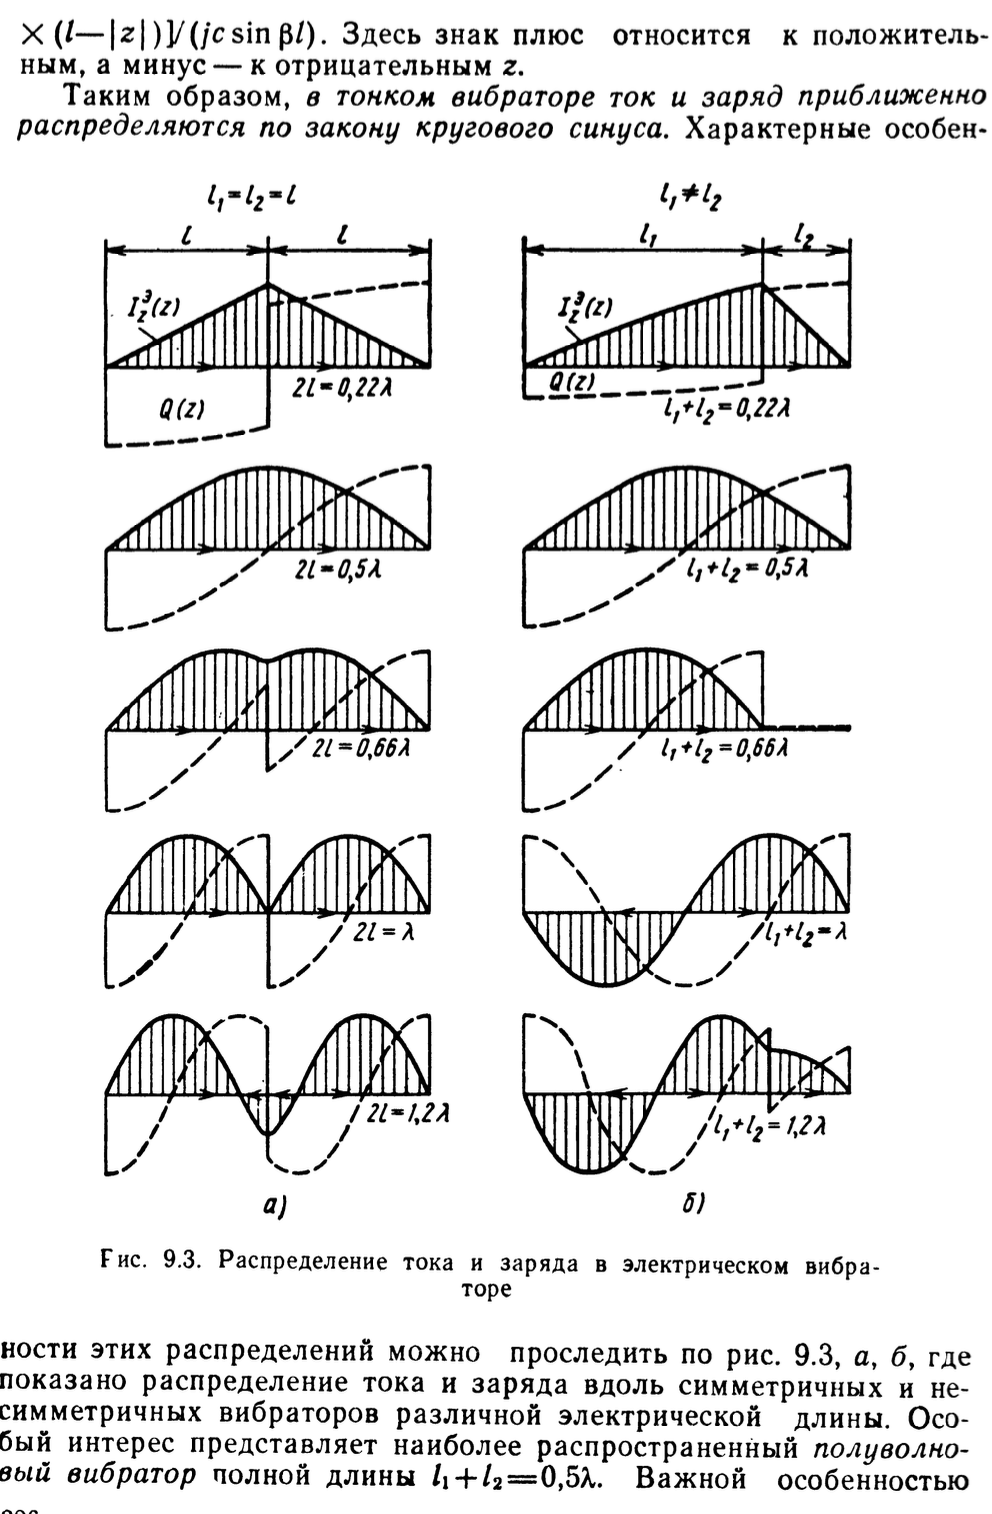 × (l—|z|)]/(jc sin βl). Здесь знак плюс относится к положитель-
ным, а минус — к отрицательным z.
Таким образом, в тонком вибраторе ток и заряд приближенно
распределяются по закону кругового синуса. Характерные особен-
l₁=l₂=l
l₁≠l₂
l
l
l₁
l₂
I_z^э(z)
I_z^э(z)
Q(z)
2l=0,22λ
Q(z)
l₁+l₂=0,22λ
2l=0,5λ
l₁+l₂=0,5λ
2l=0,66λ
l₁+l₂=0,66λ
2l=λ
l₁+l₂=λ
2l=1,2λ
l₁+l₂=1,2λ
а)
б)
Рис. 9.3. Распределение тока и заряда в электрическом вибра-
торе
ности этих распределений можно проследить по рис. 9.3, а, б, где
показано распределение тока и заряда вдоль симметричных и не-
симметричных вибраторов различной электрической длины. Осо-
бый интерес представляет наиболее распространенный полуволно-
вый вибратор полной длины l₁+l₂=0,5λ. Важной особенностью